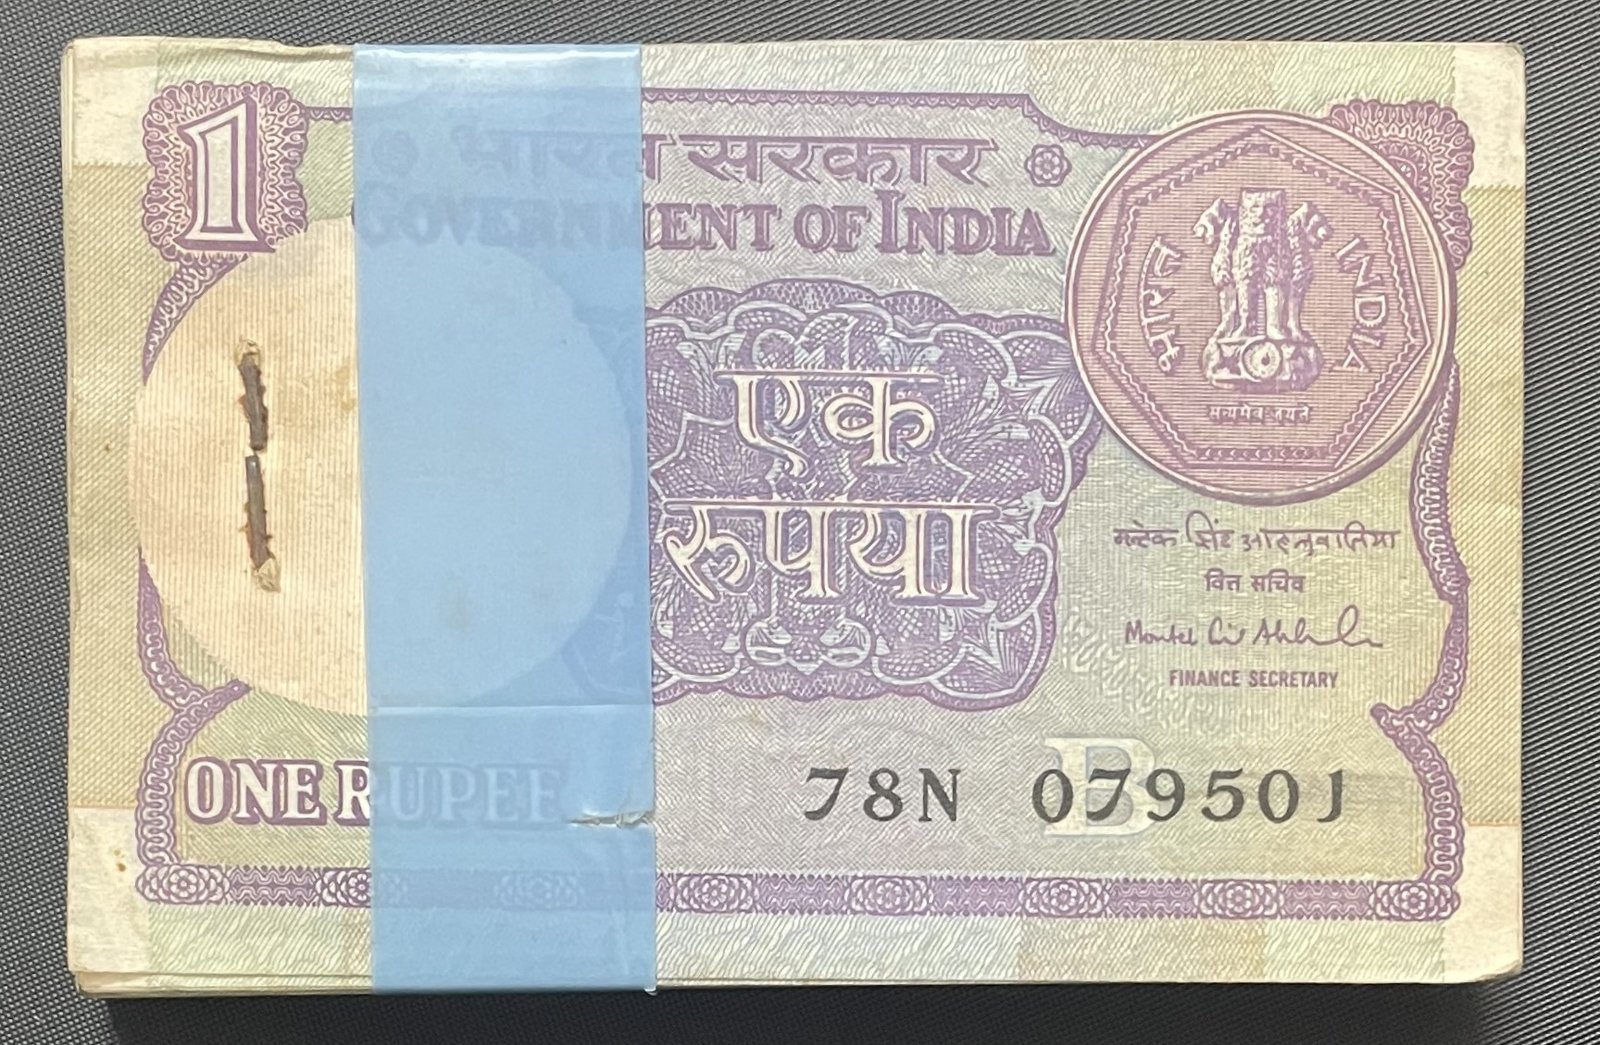 1
भारत सरकार
GOVERNMENT OF INDIA
भारत
INDIA
सत्यमेव जयते
एक
रुपया
मन्टेक सिंह आहलुवालिया
वित्त सचिव
FINANCE SECRETARY
ONE RUPEE
78N 079501
B